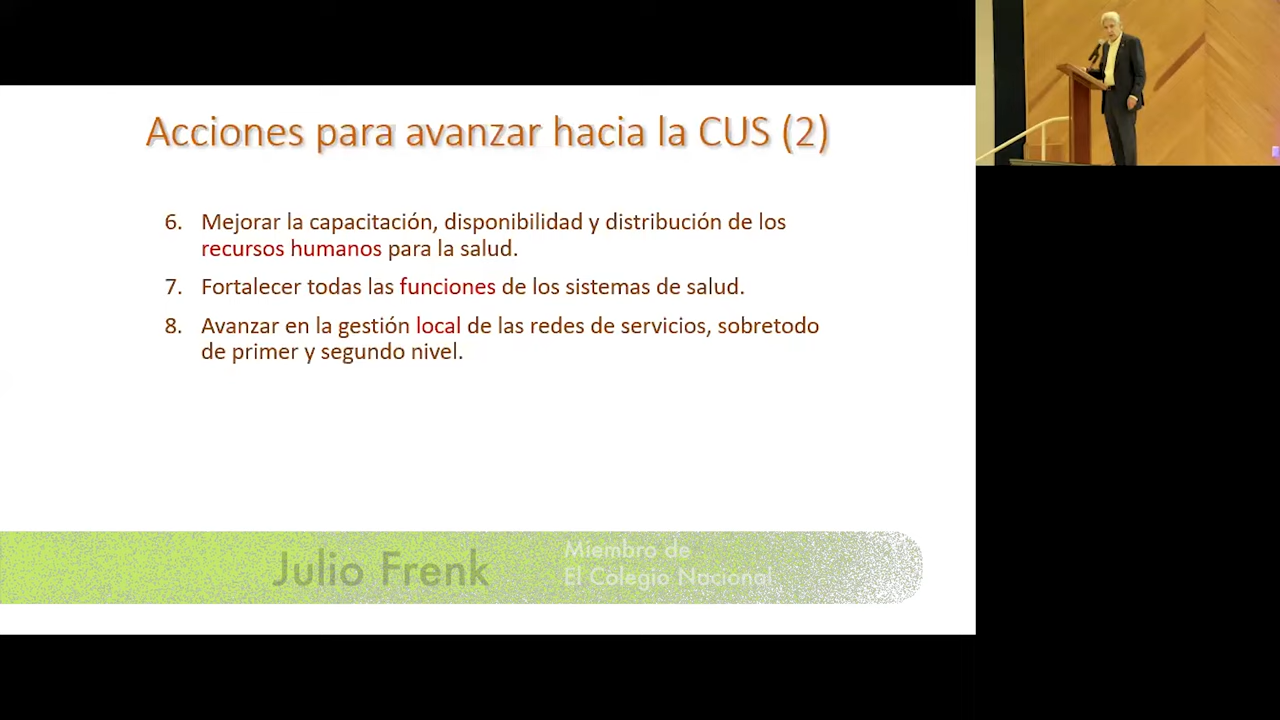 Acciones para avanzar hacia la CUS (2)
6. Mejorar la capacitación, disponibilidad y distribución de los
recursos humanos para la salud.
7. Fortalecer todas las funciones de los sistemas de salud.
8. Avanzar en la gestión local de las redes de servicios, sobretodo
de primer y segundo nivel.
Julio Frenk
Miembro de
El Colegio Nacional